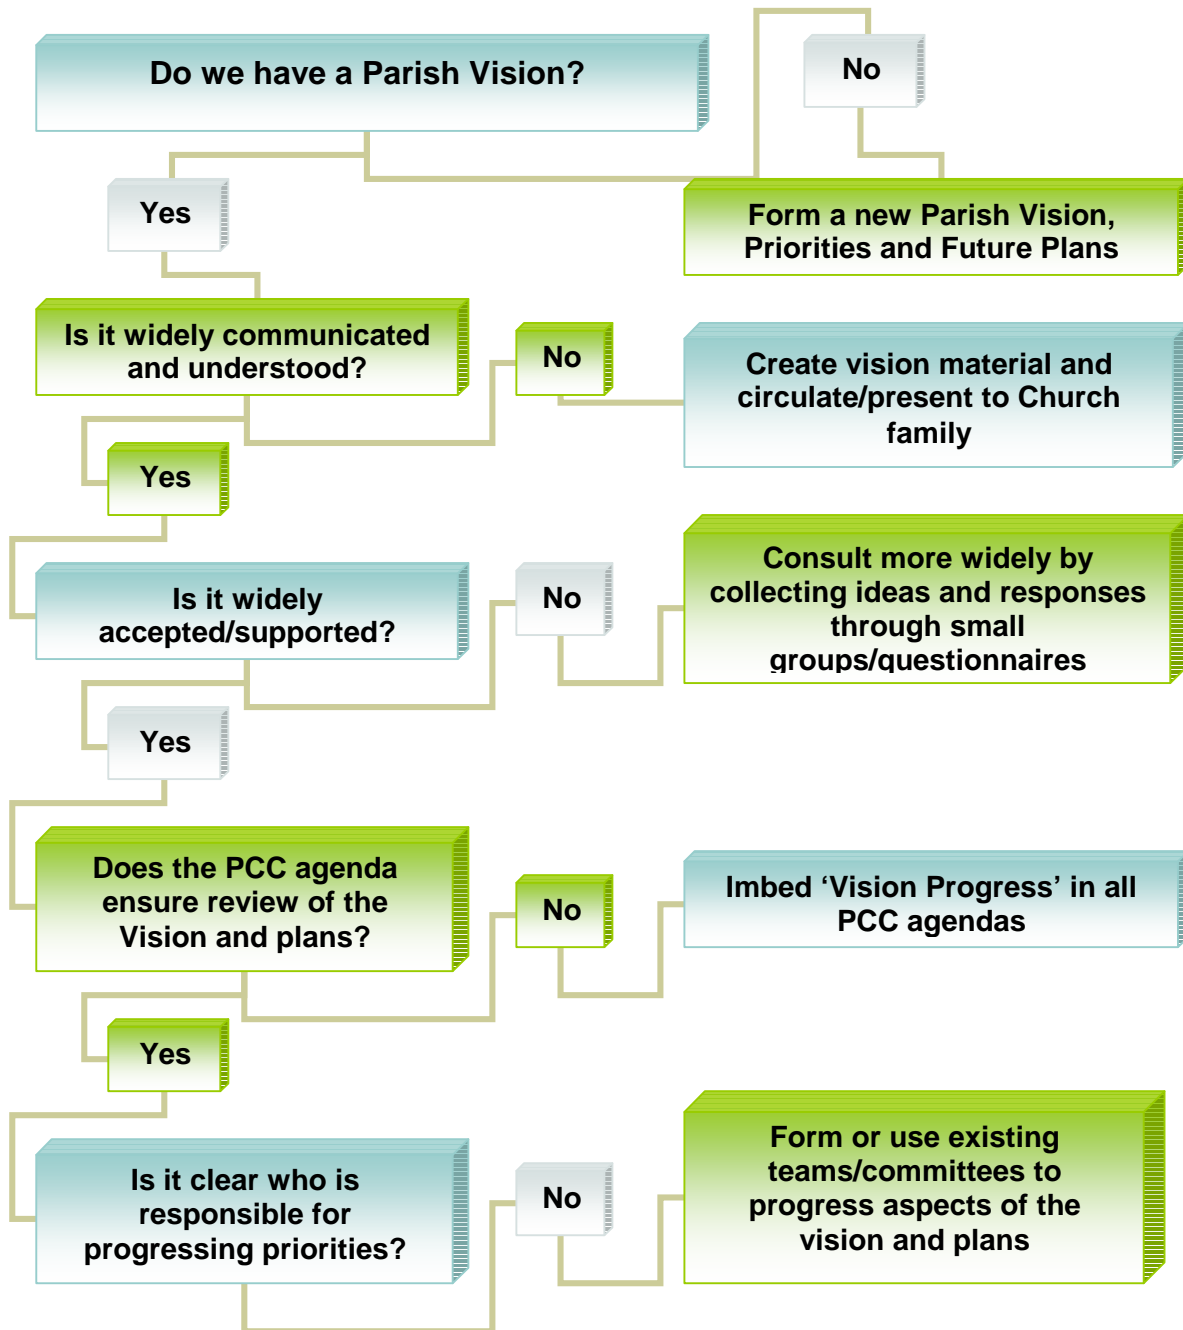 Do we have a Parish Vision?
No
Yes
Form a new Parish Vision,
Priorities and Future Plans
Is it widely communicated
and understood?
No
Create vision material and
circulate/present to Church
family
Yes
Is it widely
accepted/supported?
No
Consult more widely by
collecting ideas and responses
through small
groups/questionnaires
Yes
Does the PCC agenda
ensure review of the
Vision and plans?
No
Imbed ‘Vision Progress’ in all
PCC agendas
Yes
Is it clear who is
responsible for
progressing priorities?
No
Form or use existing
teams/committees to
progress aspects of the
vision and plans